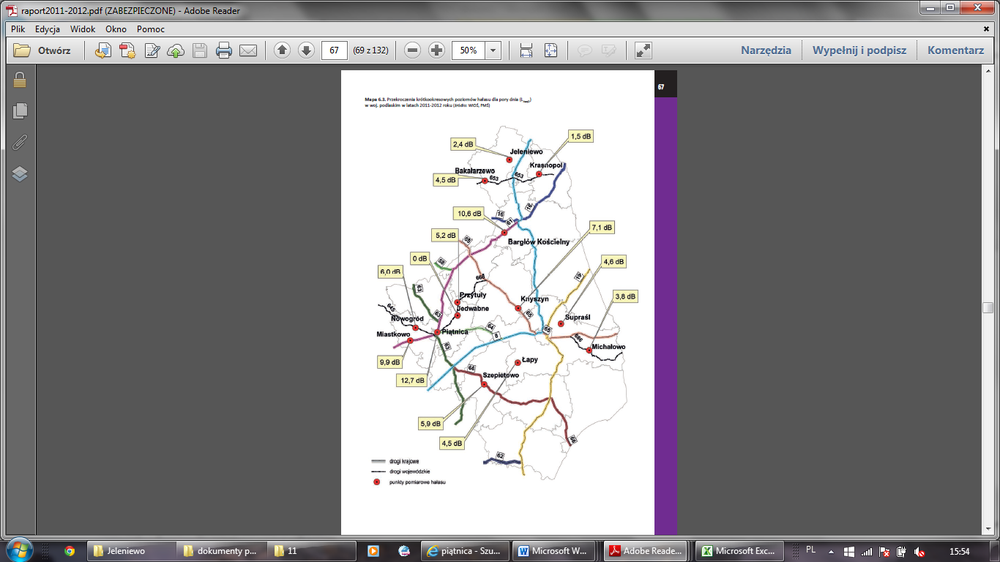 raport2011-2012.pdf (ZABEZPIECZONE) - Adobe Reader
Plik Edycja Widok Okno Pomoc
Otwórz 67 (69 z 132) 50% Narzędzia Wypełnij i podpisz Komentarz
67
Mapa 6.3. Przekroczenia krótkookresowych poziomów hałasu dla pory dnia
w woj. podlaskim w latach 2011-2012 roku (źródło: WIOŚ, PMŚ)
1,5 dB
2,4 dB
Jeleniewo
Krasnopol
Bakałarzewo
4,5 dB
653
653
16
10,6 dB
16
61
7,1 dB
5,2 dB
Bargłów Kościelny
0 dB
4,6 dB
58
6,0 dB
19
668
63
3,8 dB
Przytuły
Knyszyn
645
Jedwabne
63
65
Nowogród
Supraśl
64
65
Piątnica
Miastkowo
8
686
63
Michałowo
9,9 dB
Łapy
66
Szepietowo
12,7 dB
5,9 dB
4,5 dB
66
62
drogi krajowe
drogi wojewódzkie
punkty pomiarowe hałasu
Jeleniewo dokumenty p... 11 piątnica - Szu... Microsoft W... Adobe Reade... Microsoft Exc... PL 15:54